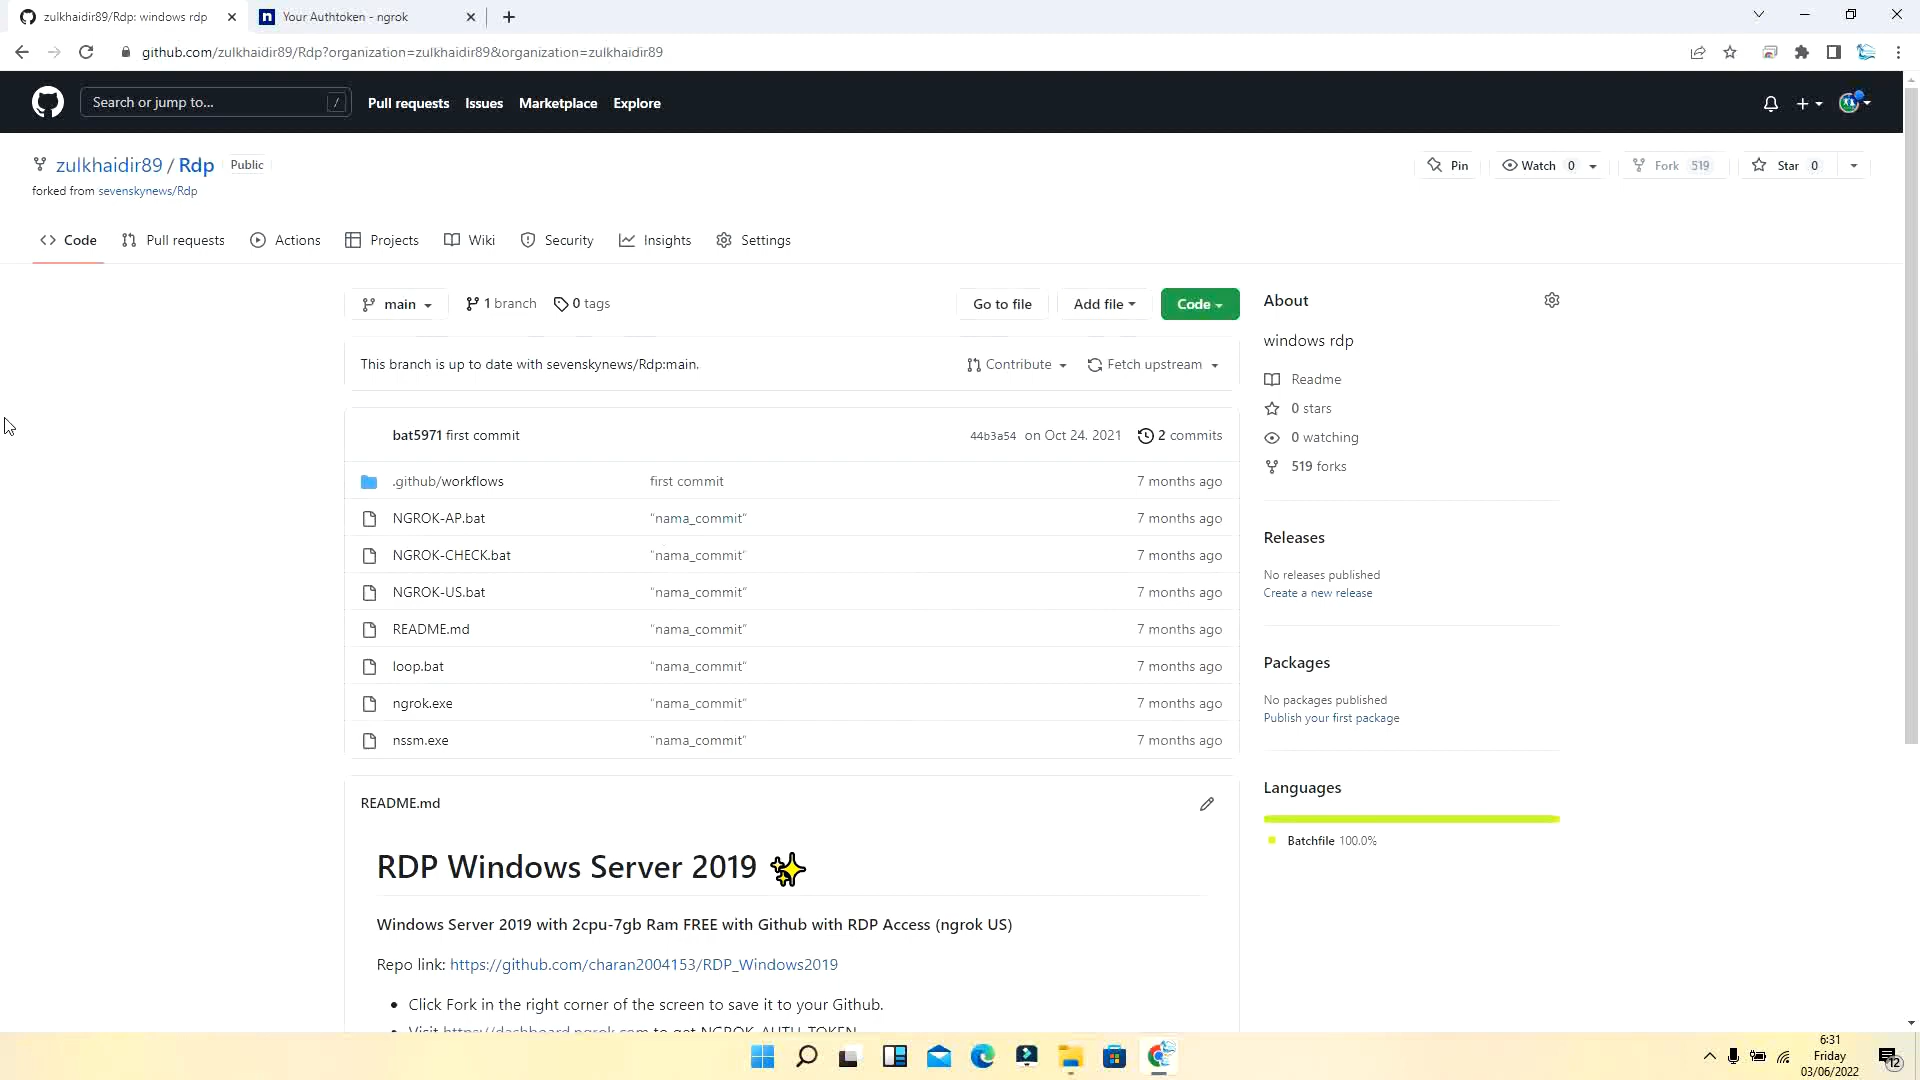 zulkhaidir89/Rdp: windows rdp
Your Authtoken - ngrok
github.com/zulkhaidir89/Rdp?organization=zulkhaidir89&organization=zulkhaidir89
Search or jump to... /
Pull requests Issues Marketplace Explore
zulkhaidir89 / Rdp Public
Pin Watch 0 Fork 519 Star 0
forked from sevenskynews/Rdp
Code Pull requests Actions Projects Wiki Security Insights Settings
main 1 branch 0 tags Go to file Add file Code
This branch is up to date with sevenskynews/Rdp:main. Contribute Fetch upstream
bat5971 first commit 44b3a54 on Oct 24, 2021 2 commits
.github/workflows first commit 7 months ago
NGROK-AP.bat "nama_commit" 7 months ago
NGROK-CHECK.bat "nama_commit" 7 months ago
NGROK-US.bat "nama_commit" 7 months ago
README.md "nama_commit" 7 months ago
loop.bat "nama_commit" 7 months ago
ngrok.exe "nama_commit" 7 months ago
nssm.exe "nama_commit" 7 months ago
README.md
RDP Windows Server 2019
Windows Server 2019 with 2cpu-7gb Ram FREE with Github with RDP Access (ngrok US)
Repo link: https://github.com/charan2004153/RDP_Windows2019
• Click Fork in the right corner of the screen to save it to your Github.
• Visit https://dashboard.ngrok.com to get NGROK_AUTH_TOKEN
About
windows rdp
Readme
0 stars
0 watching
519 forks
Releases
No releases published
Create a new release
Packages
No packages published
Publish your first package
Languages
Batchfile 100.0%
6:31
Friday
03/06/2022
12